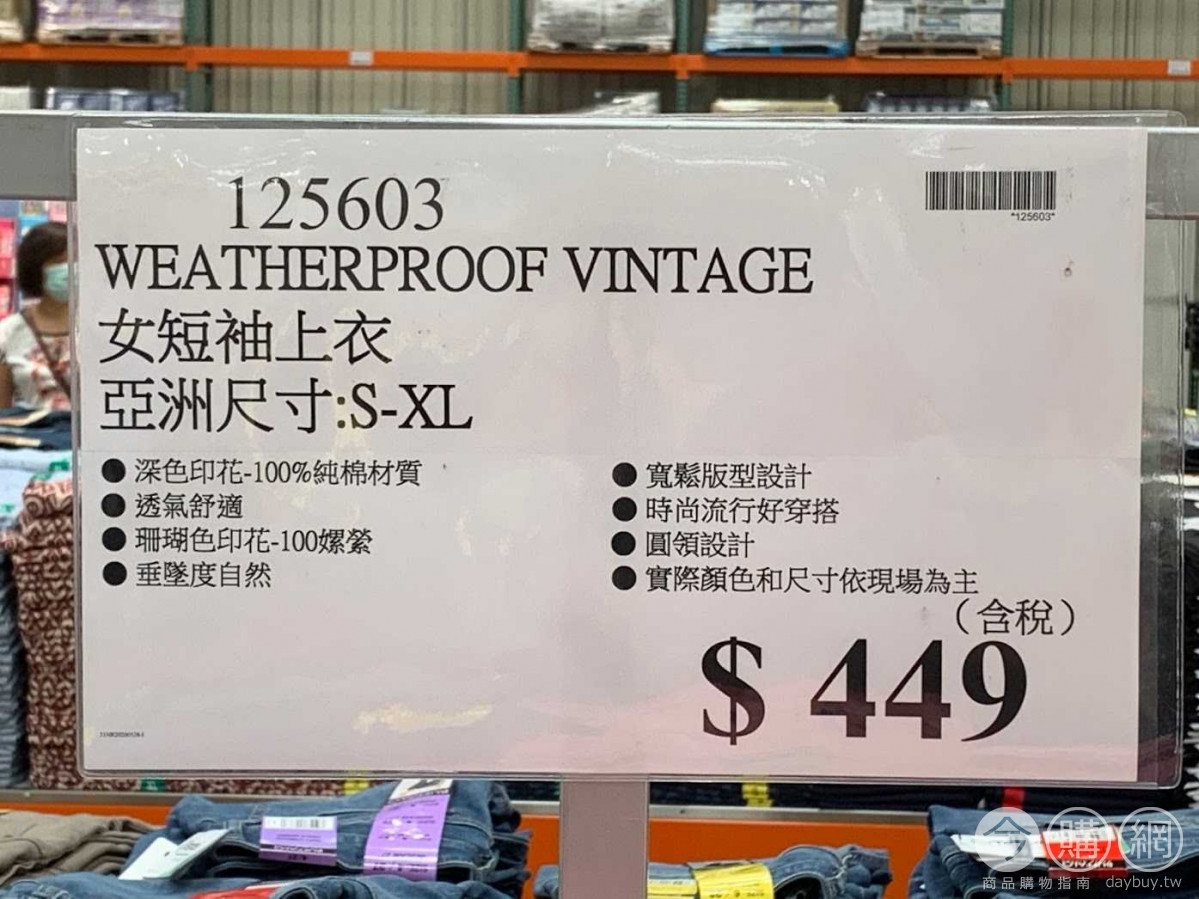 125603
*125603*
WEATHERPROOF VINTAGE
女短袖上衣
亞洲尺寸:S-XL
● 深色印花-100%純棉材質
● 透氣舒適
● 珊瑚色印花-100嫘縈
● 垂墜度自然
● 寬鬆版型設計
● 時尚流行好穿搭
● 圓領設計
● 實際顏色和尺寸依現場為主
（含稅）
$ 449
今購網
商品購物指南 daybuy.tw